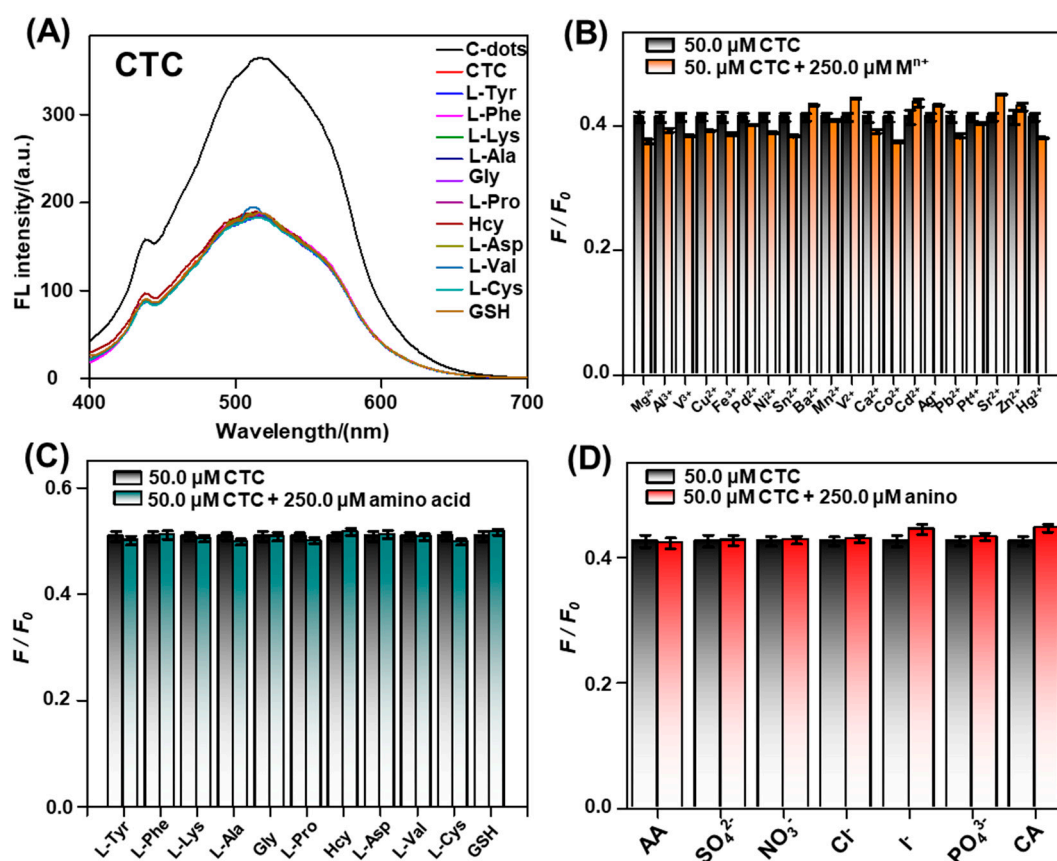 (A)
CTC
C-dots
CTC
L-Tyr
L-Phe
L-Lys
L-Ala
Gly
L-Pro
Hcy
L-Asp
L-Val
L-Cys
GSH
FL intensity/(a.u.)
300
200
100
0
400 500 600 700
Wavelength/(nm)
(B)
50.0 µM CTC
50. µM CTC + 250.0 µM Mⁿ⁺
F / F₀
0.4
0.2
0.0
Mg²⁺ Al³⁺ V³⁺ Cu²⁺ Fe³⁺ Pd²⁺ Ni²⁺ Sn²⁺ Ba²⁺ Mn²⁺ V²⁺ Ca²⁺ Co²⁺ Cd²⁺ Ag⁺ Pb²⁺ Pt⁴⁺ Sr²⁺ Zn²⁺ Hg²⁺
(C)
50.0 µM CTC
50.0 µM CTC + 250.0 µM amino acid
F / F₀
0.6
0.4
0.2
0.0
L-Tyr L-Phe L-Lys L-Ala Gly L-Pro Hcy L-Asp L-Val L-Cys GSH
(D)
50.0 µM CTC
50.0 µM CTC + 250.0 µM anino
F / F₀
0.4
0.2
0.0
AA SO₄²⁻ NO₃⁻ Cl⁻ I⁻ PO₄³⁻ CA